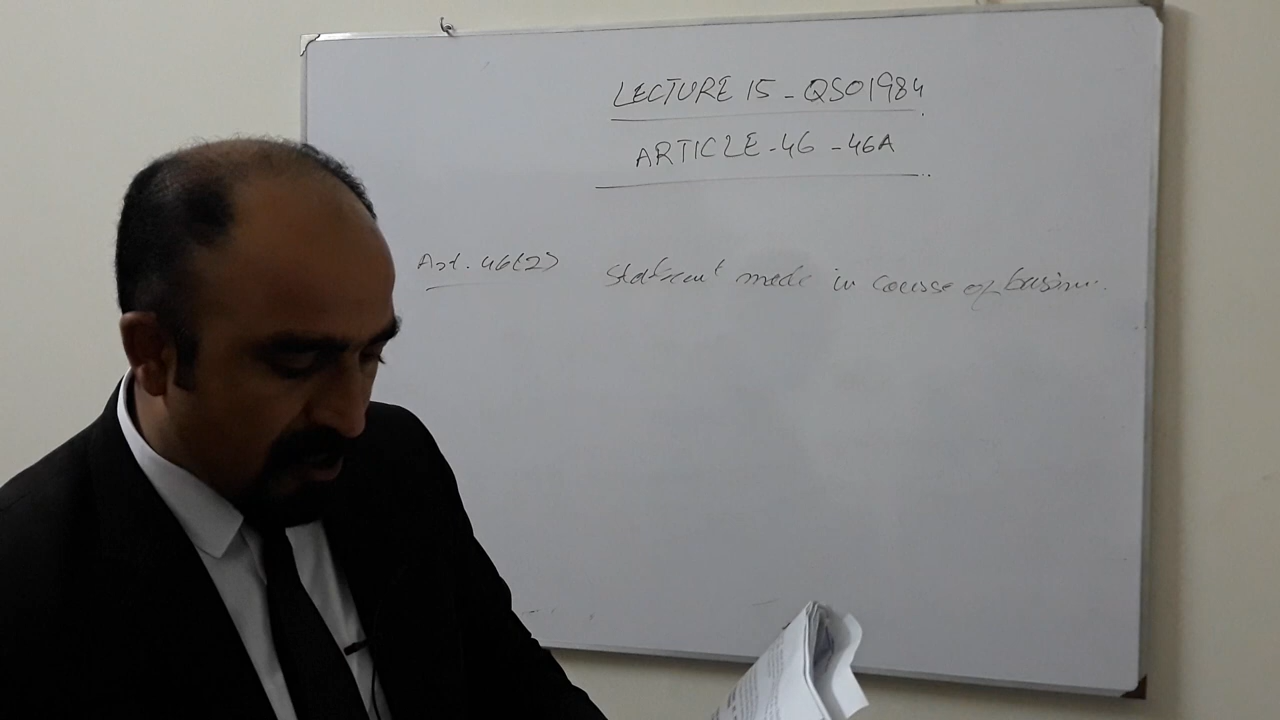 LECTURE 15 - QSO1984
ARTICLE - 46 - 46A
Art. 46(2) Statement made in course of business.